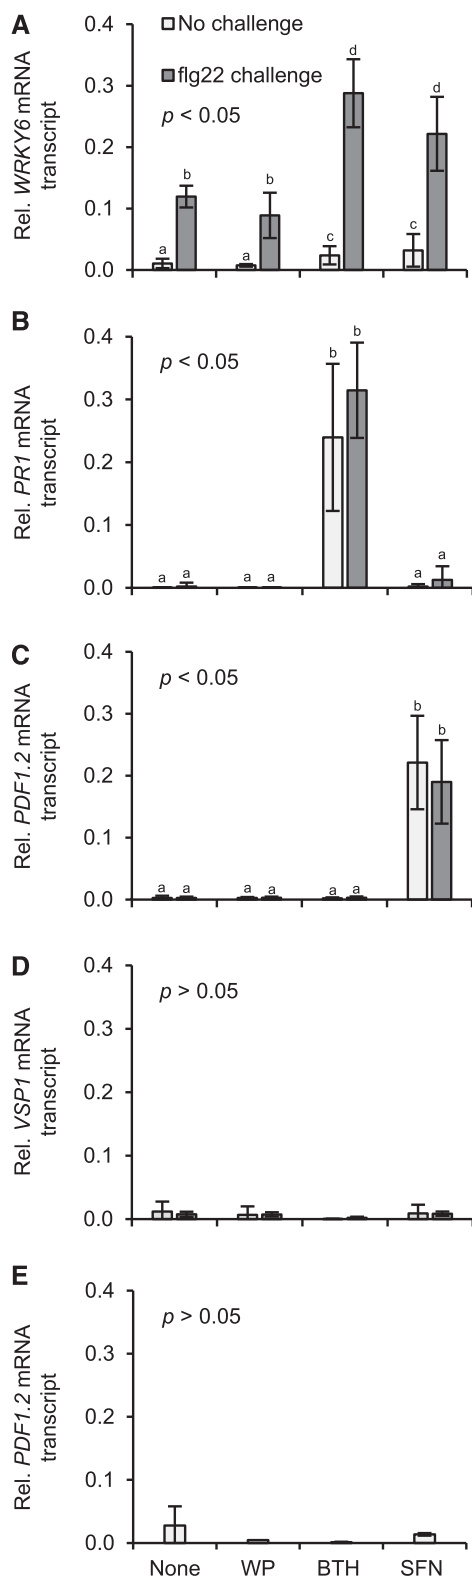 A
0.4
No challenge
0.3
flg22 challenge
p < 0.05
Rel. WRKY6 mRNA
transcript
0.2
0.1
0.0
a b a b c d c d
B
0.4
p < 0.05
Rel. PR1 mRNA
transcript
0.3
0.2
0.1
0.0
a a a a b b a a
C
0.4
p < 0.05
Rel. PDF1.2 mRNA
transcript
0.3
0.2
0.1
0.0
a a a a a a b b
D
0.4
p > 0.05
Rel. VSP1 mRNA
transcript
0.3
0.2
0.1
0.0
E
0.4
p > 0.05
Rel. PDF1.2 mRNA
transcript
0.3
0.2
0.1
0.0
None WP BTH SFN